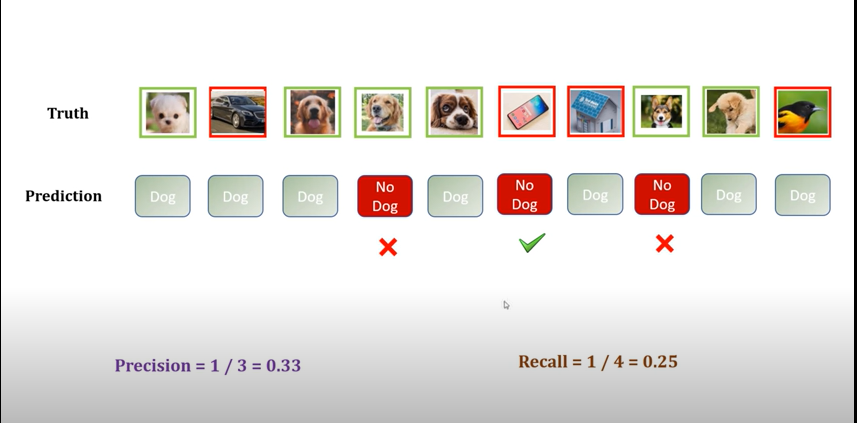 Truth
Prediction
Dog
Dog
Dog
No
Dog
Dog
No
Dog
Dog
No
Dog
Dog
Dog
Precision = 1 / 3 = 0.33
Recall = 1 / 4 = 0.25